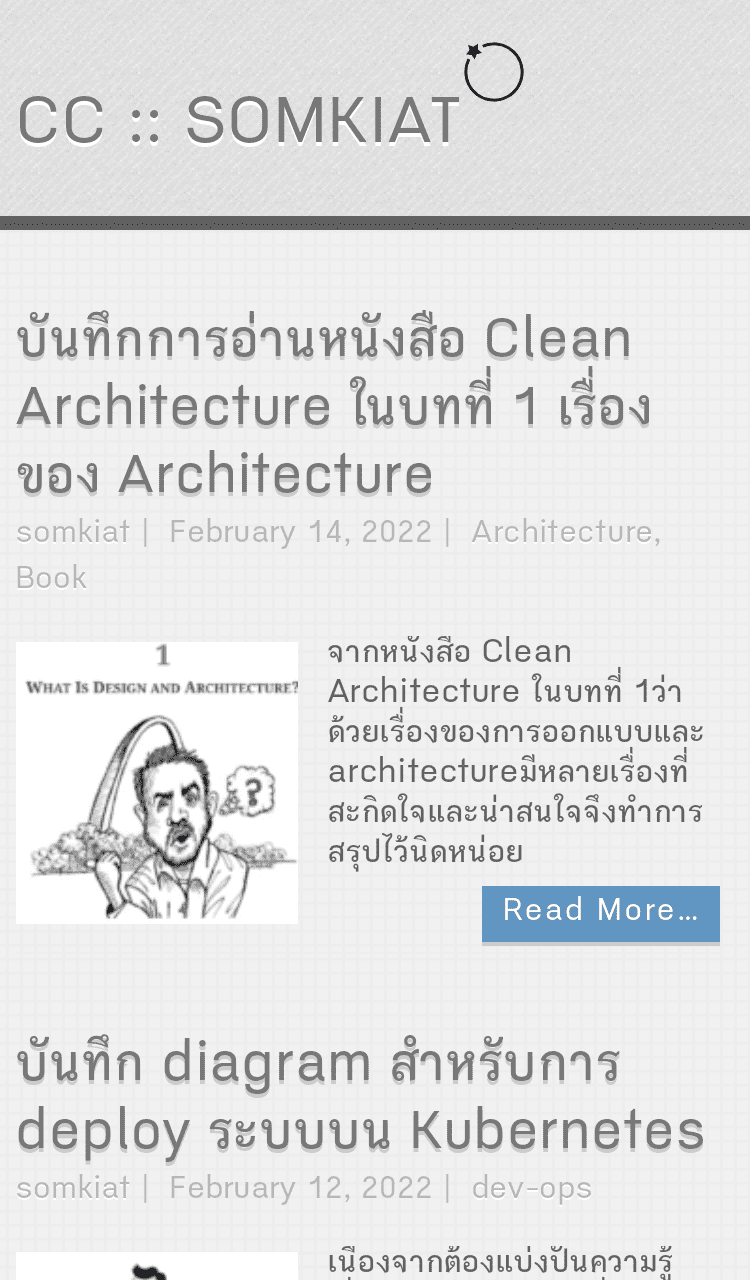 CC :: SOMKIAT
บันทึกการอ่านหนังสือ Clean
Architecture ในบทที่ 1 เรื่อง
ของ Architecture
somkiat | February 14, 2022 | Architecture,
Book
1
WHAT IS DESIGN AND ARCHITECTURE?
?
จากหนังสือ Clean
Architecture ในบทที่ 1ว่า
ด้วยเรื่องของการออกแบบและ
architectureมีหลายเรื่องที่
สะกิดใจและน่าสนใจจึงทำการ
สรุปไว้นิดหน่อย
Read More…
บันทึก diagram สำหรับการ
deploy ระบบบน Kubernetes
somkiat | February 12, 2022 | dev-ops
เนื่องจากต้องแบ่งปันความรู้